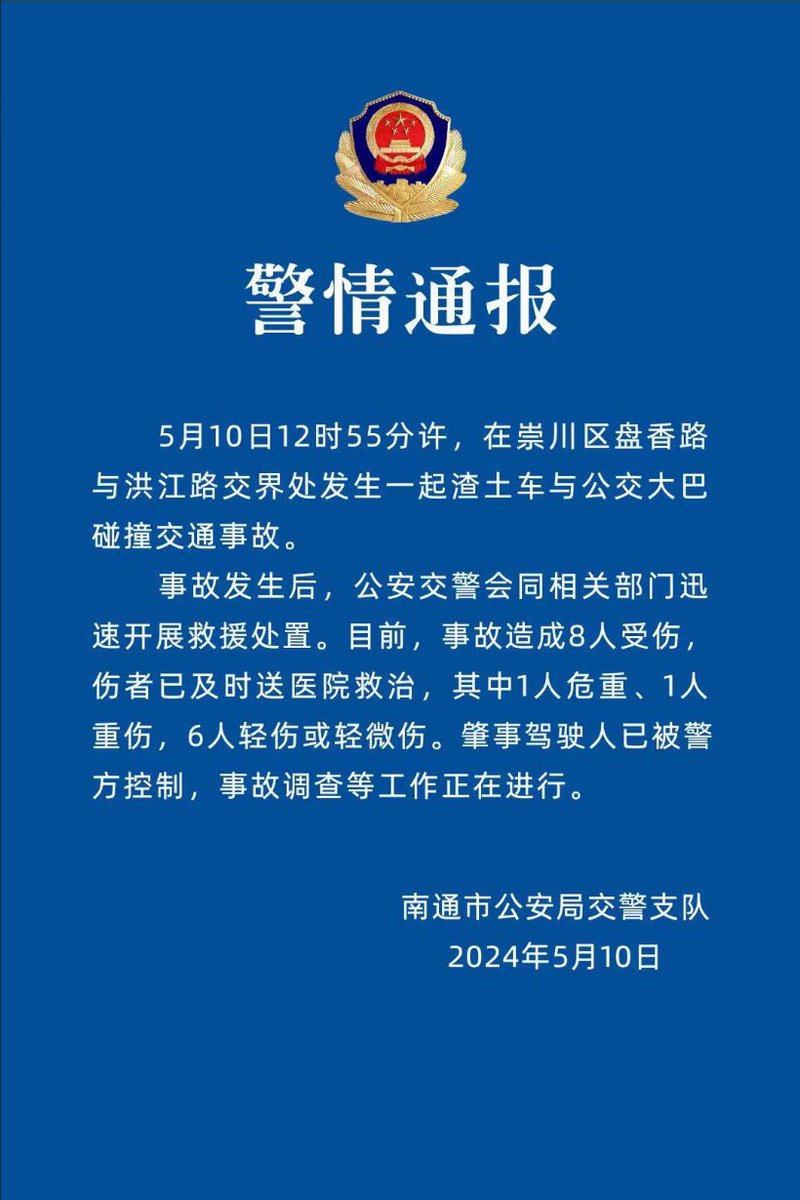 警情通报
5月10日12时55分许，在崇川区盘香路
与洪江路交界处发生一起渣土车与公交大巴
碰撞交通事故。
事故发生后，公安交警会同相关部门迅
速开展救援处置。目前，事故造成8人受伤，
伤者已及时送医院救治，其中1人危重、1人
重伤，6人轻伤或轻微伤。肇事驾驶人已被警
方控制，事故调查等工作正在进行。
南通市公安局交警支队
2024年5月10日